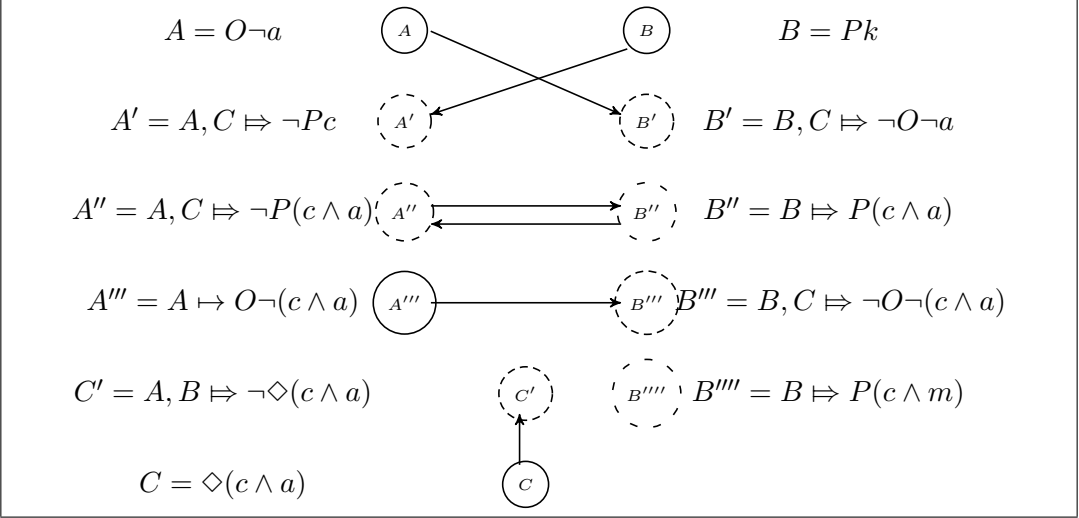 A = O¬a A B B = Pk
A′ = A, C ⤇ ¬Pc A′ B′ B′ = B, C ⤇ ¬O¬a
A″ = A, C ⤇ ¬P(c ∧ a) A″ B″ B″ = B ⤇ P(c ∧ a)
A‴ = A ↦ O¬(c ∧ a) A‴ B‴ B‴ = B, C ⤇ ¬O¬(c ∧ a)
C′ = A, B ⤇ ¬◇(c ∧ a) C′ B⁗ B⁗ = B ⤇ P(c ∧ m)
C = ◇(c ∧ a) C